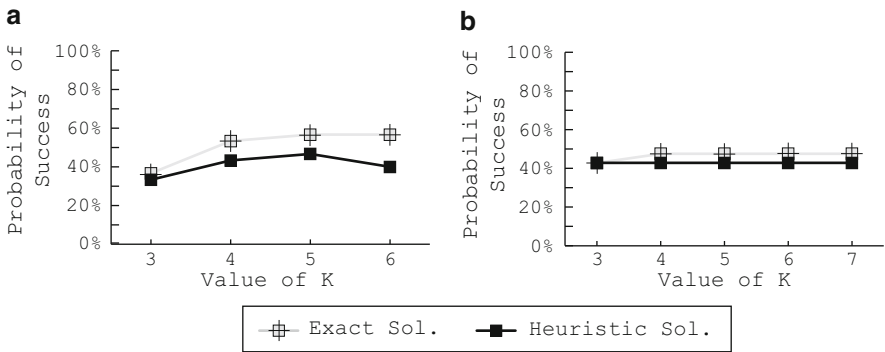 a
Probability of
Success
100%
80%
60%
40%
20%
0%
3 4 5 6
Value of K
b
Probability of
Success
100%
80%
60%
40%
20%
0%
3 4 5 6 7
Value of K
Exact Sol. Heuristic Sol.